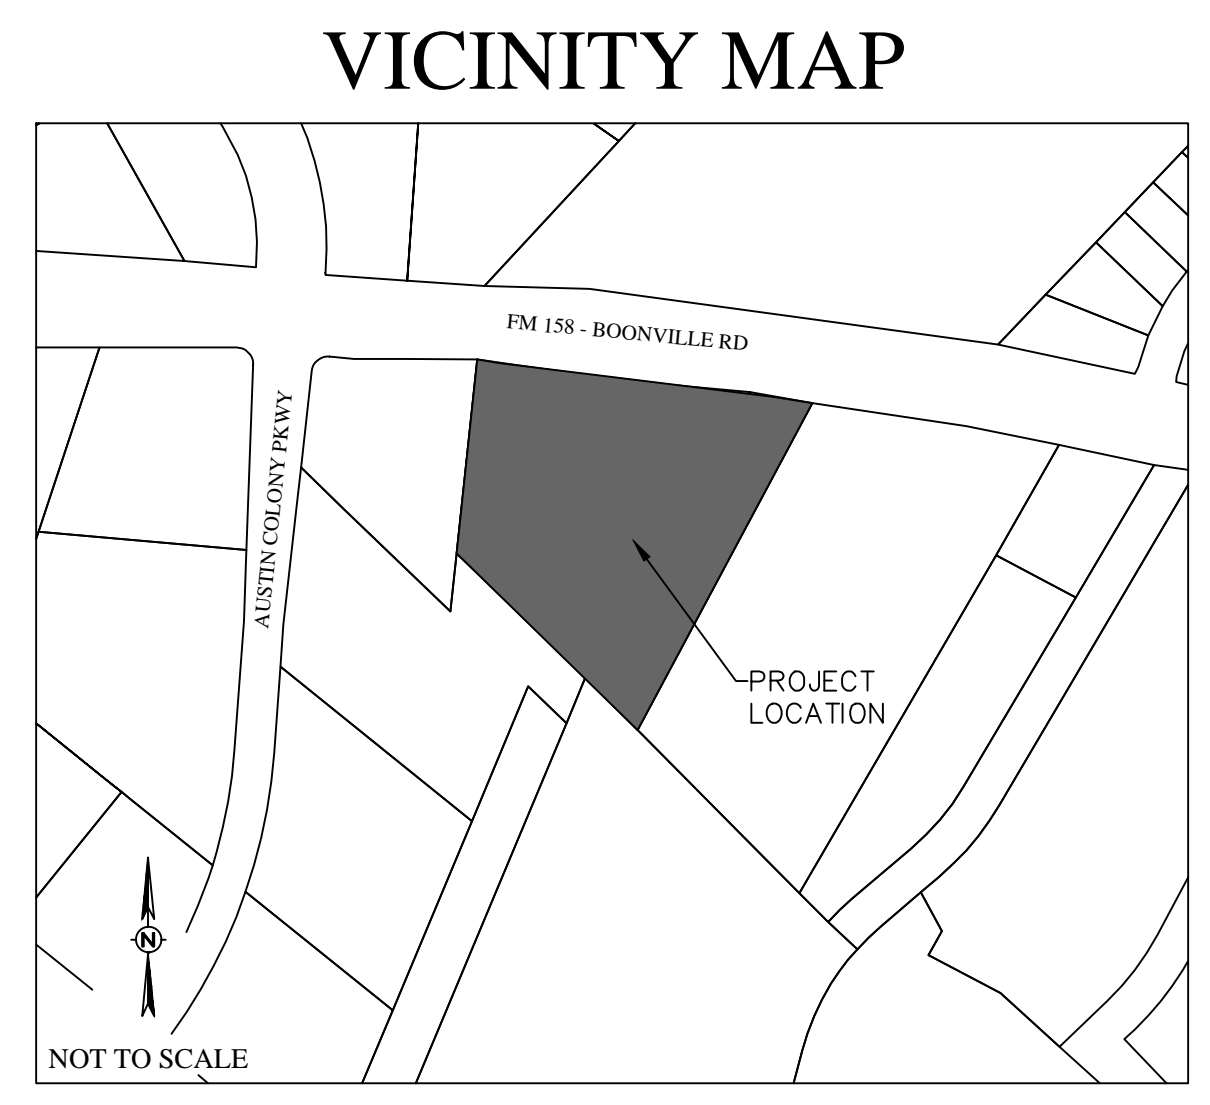 VICINITY MAP
FM 158 - BOONVILLE RD
AUSTIN COLONY PKWY
PROJECT
LOCATION
N
NOT TO SCALE